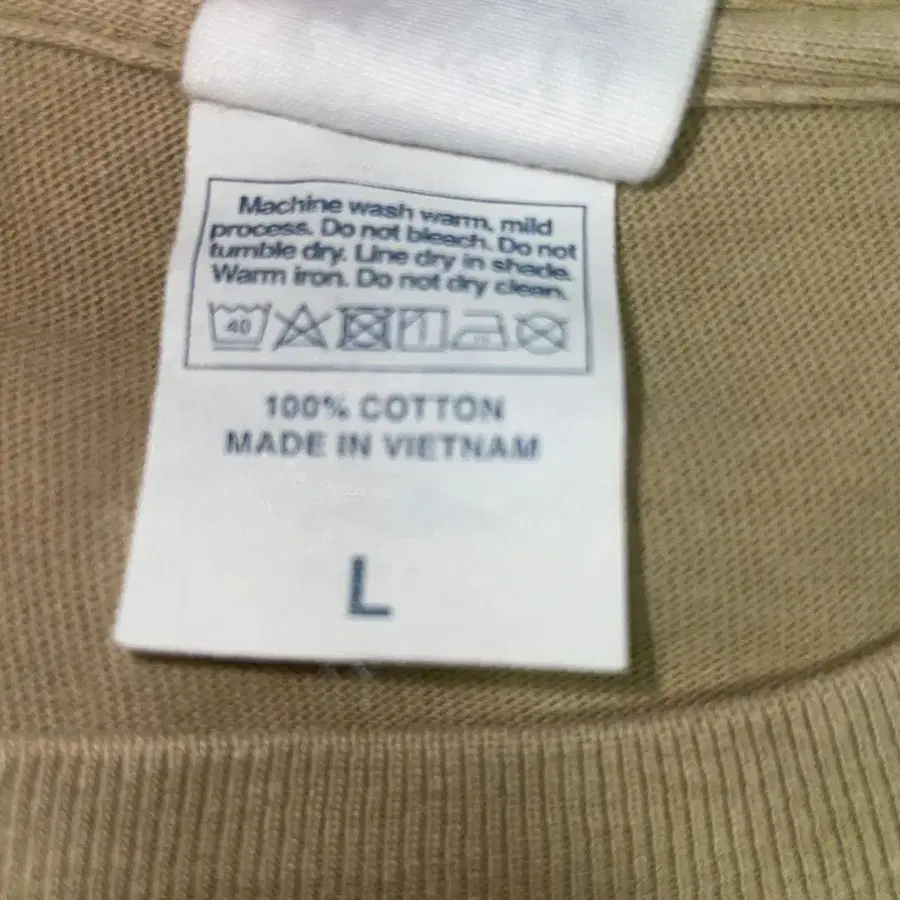 Machine wash warm, mild
process. Do not bleach. Do not
tumble dry. Line dry in shade.
Warm iron. Do not dry clean.
40
100% COTTON
MADE IN VIETNAM
L